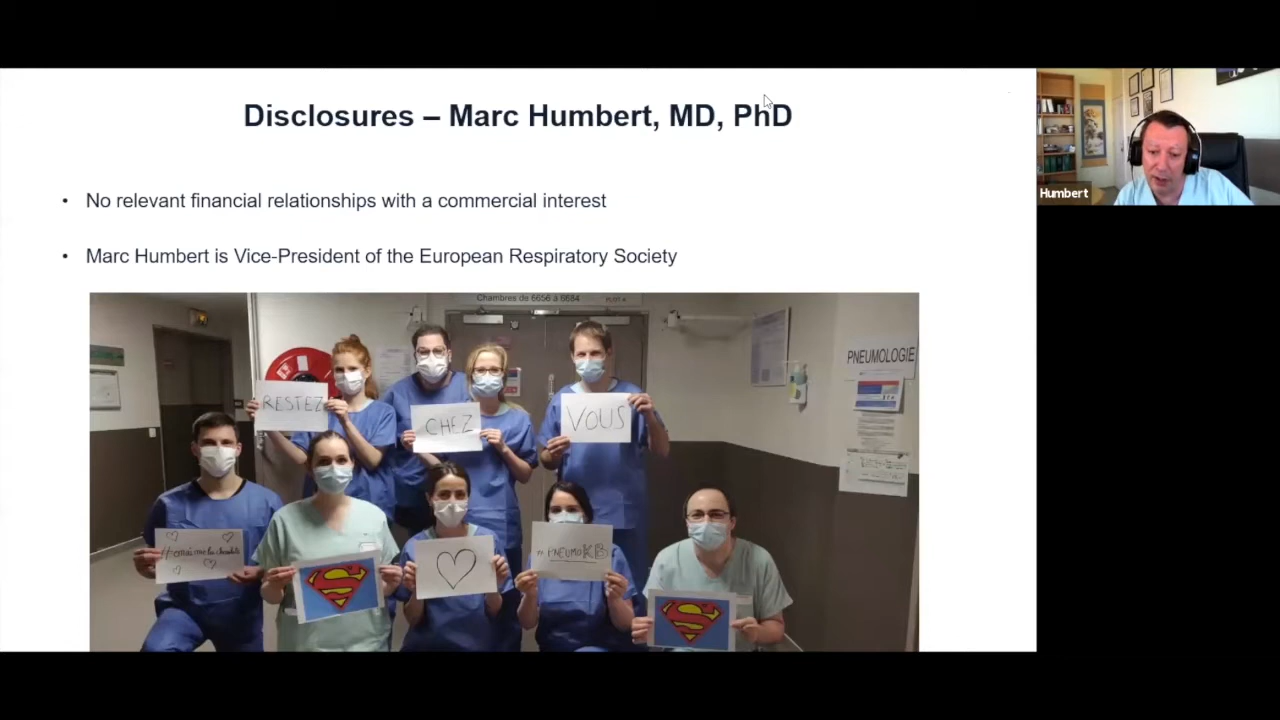 Disclosures – Marc Humbert, MD, PhD
• No relevant financial relationships with a commercial interest
• Marc Humbert is Vice-President of the European Respiratory Society
Humbert
Chambres de 6656 à 6684
PNEUMOLOGIE
RESTEZ
CHEZ
VOUS
# PNEUMO KB